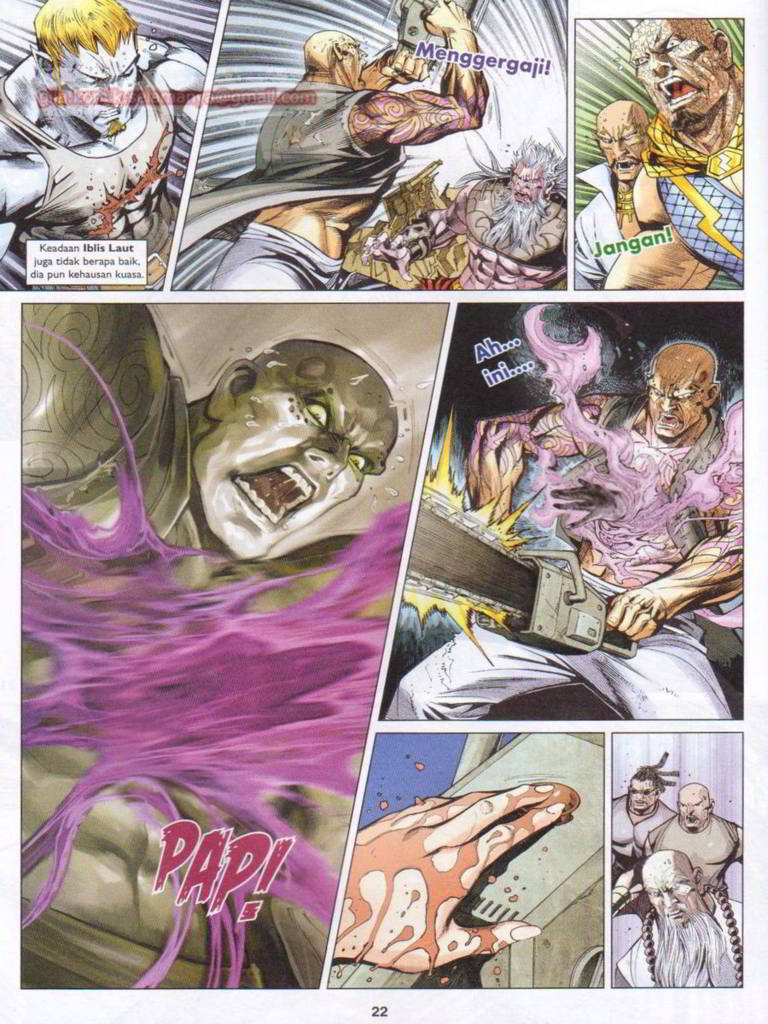 Menggergaji!
Keadaan Iblis Laut
juga tidak berapa baik,
dia pun kehausan kuasa.
Jangan!
Ah...
ini....
PAP!
22